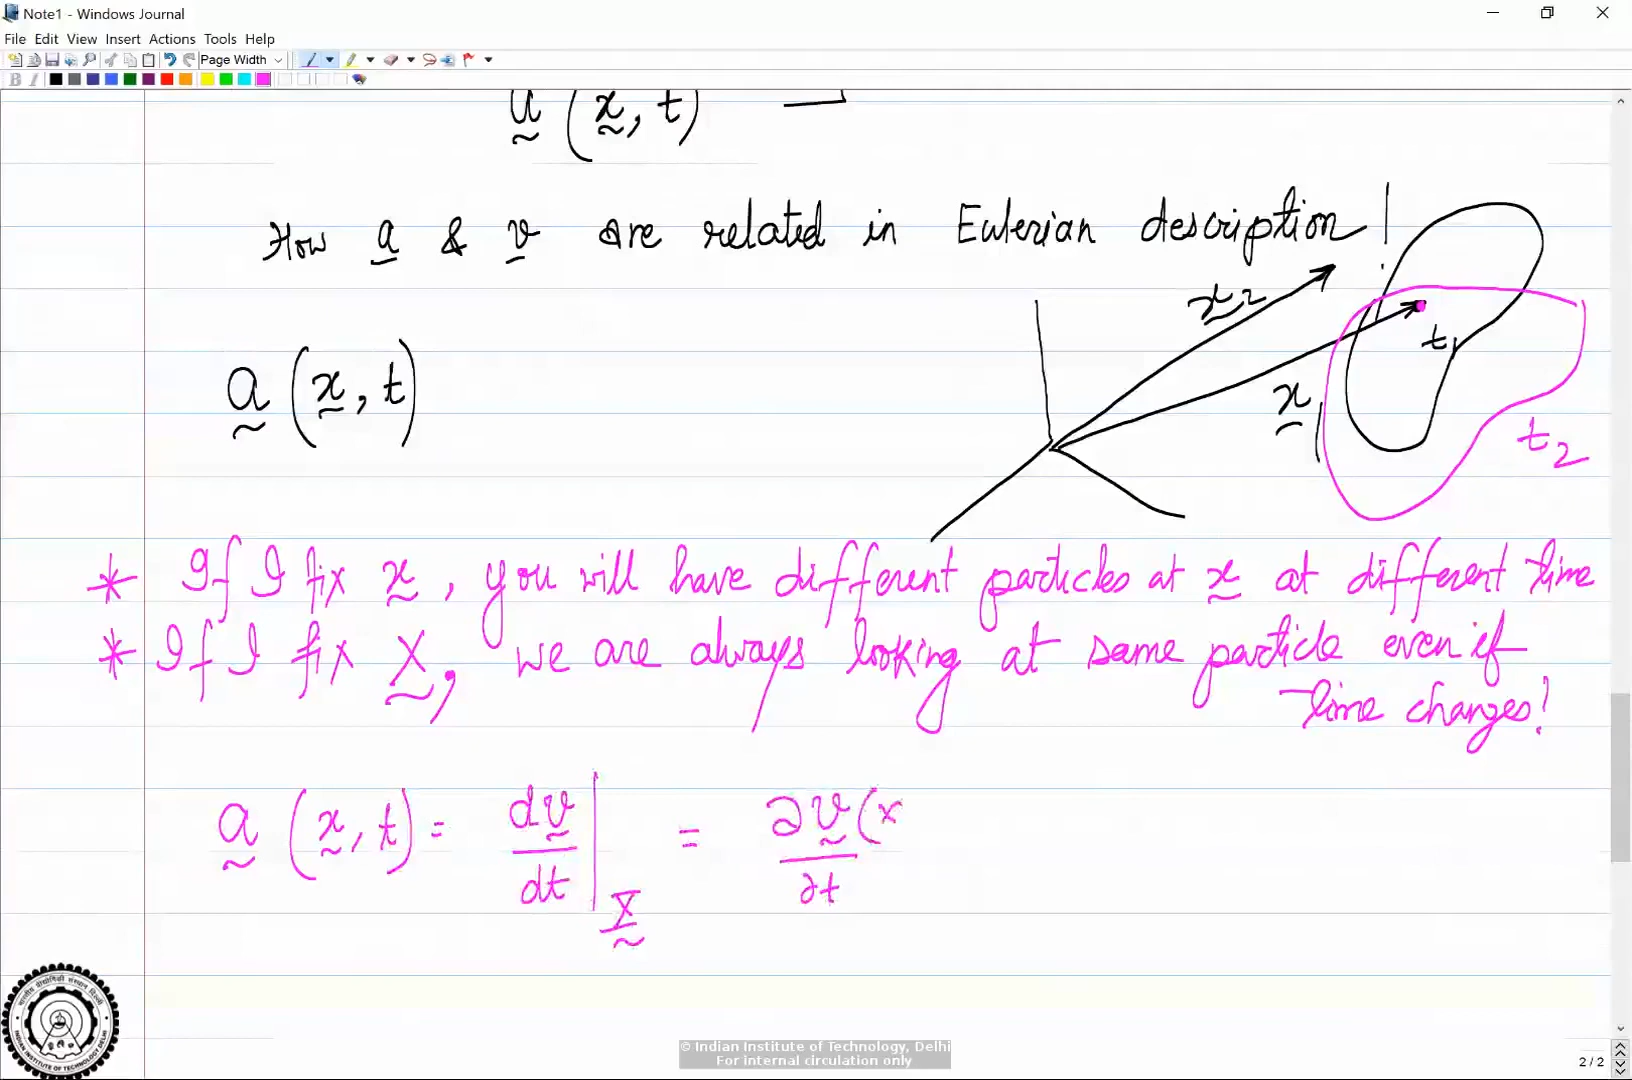 Note1 - Windows Journal
File Edit View Insert Actions Tools Help
Page Width
B I
u (x, t)
How a & v are related in Eulerian description!
x2
t1
a (x, t)
x1
t2
* If I fix x, you will have different particles at x at different time
* If I fix X, we are always looking at same particle even if
time changes!
a (x, t) = dv/dt |X = ∂v(x / ∂t
© Indian Institute of Technology, Delhi
For internal circulation only
2 / 2